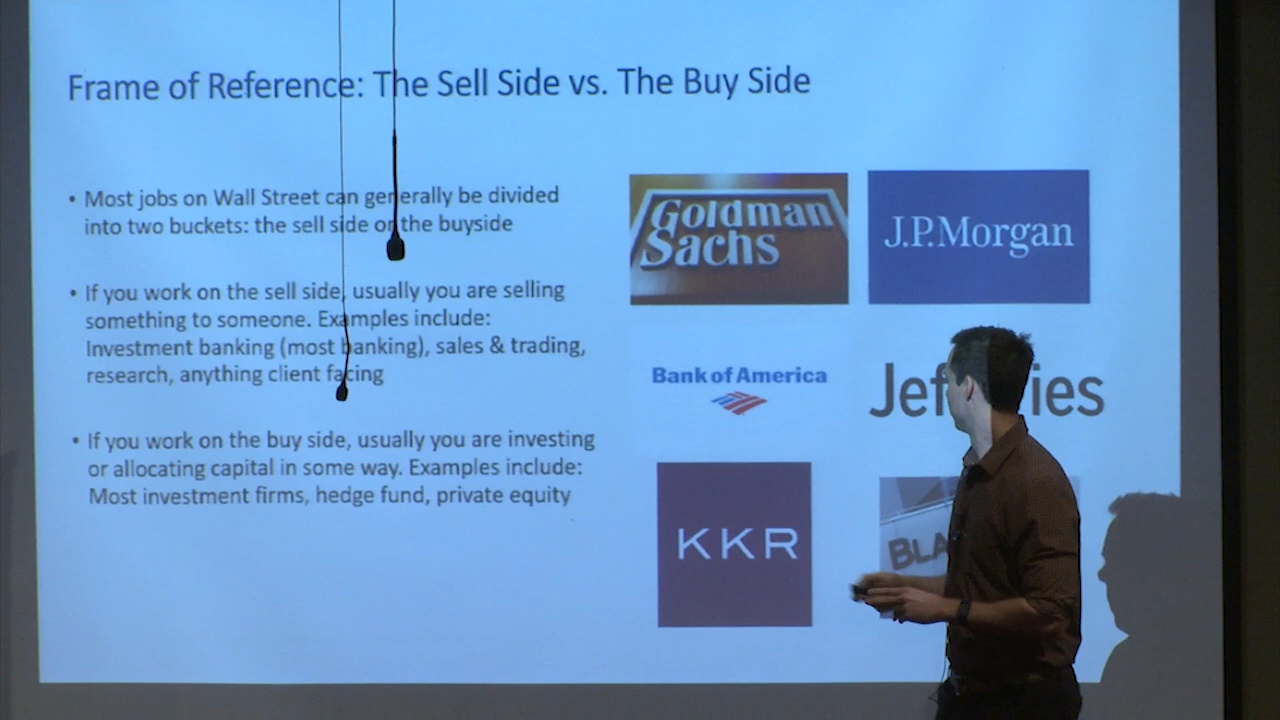 Frame of Reference: The Sell Side vs. The Buy Side
• Most jobs on Wall Street can generally be divided
into two buckets: the sell side or the buyside
• If you work on the sell side, usually you are selling
something to someone. Examples include:
Investment banking (most banking), sales & trading,
research, anything client facing
• If you work on the buy side, usually you are investing
or allocating capital in some way. Examples include:
Most investment firms, hedge fund, private equity
Goldman
Sachs
J.P.Morgan
Bank of America
KKR